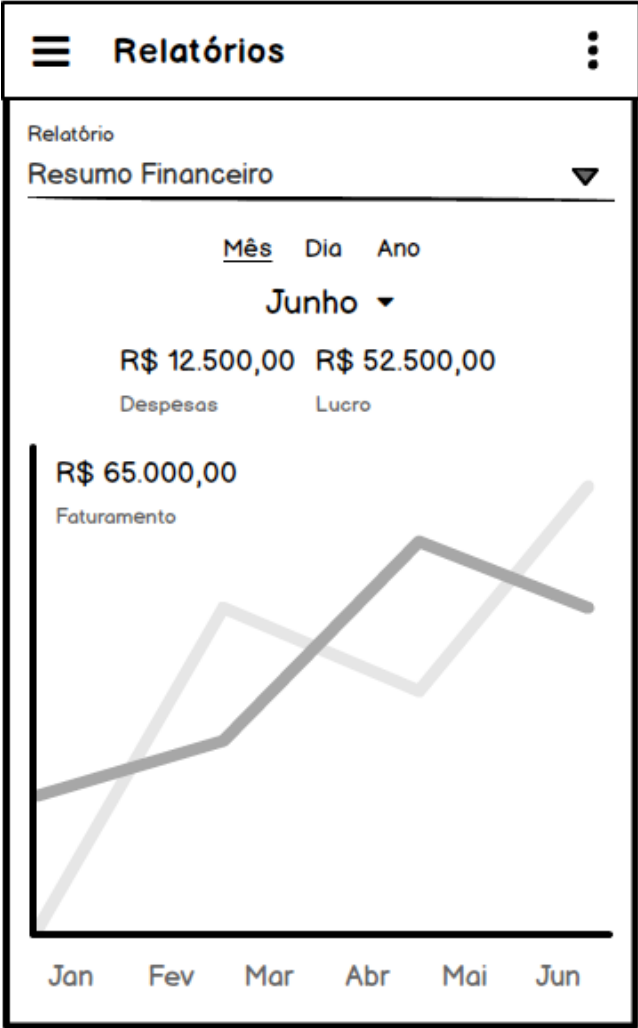 Relatórios
Relatório
Resumo Financeiro
Mês Dia Ano
Junho
R$ 12.500,00 R$ 52.500,00
Despesas Lucro
R$ 65.000,00
Faturamento
Jan Fev Mar Abr Mai Jun